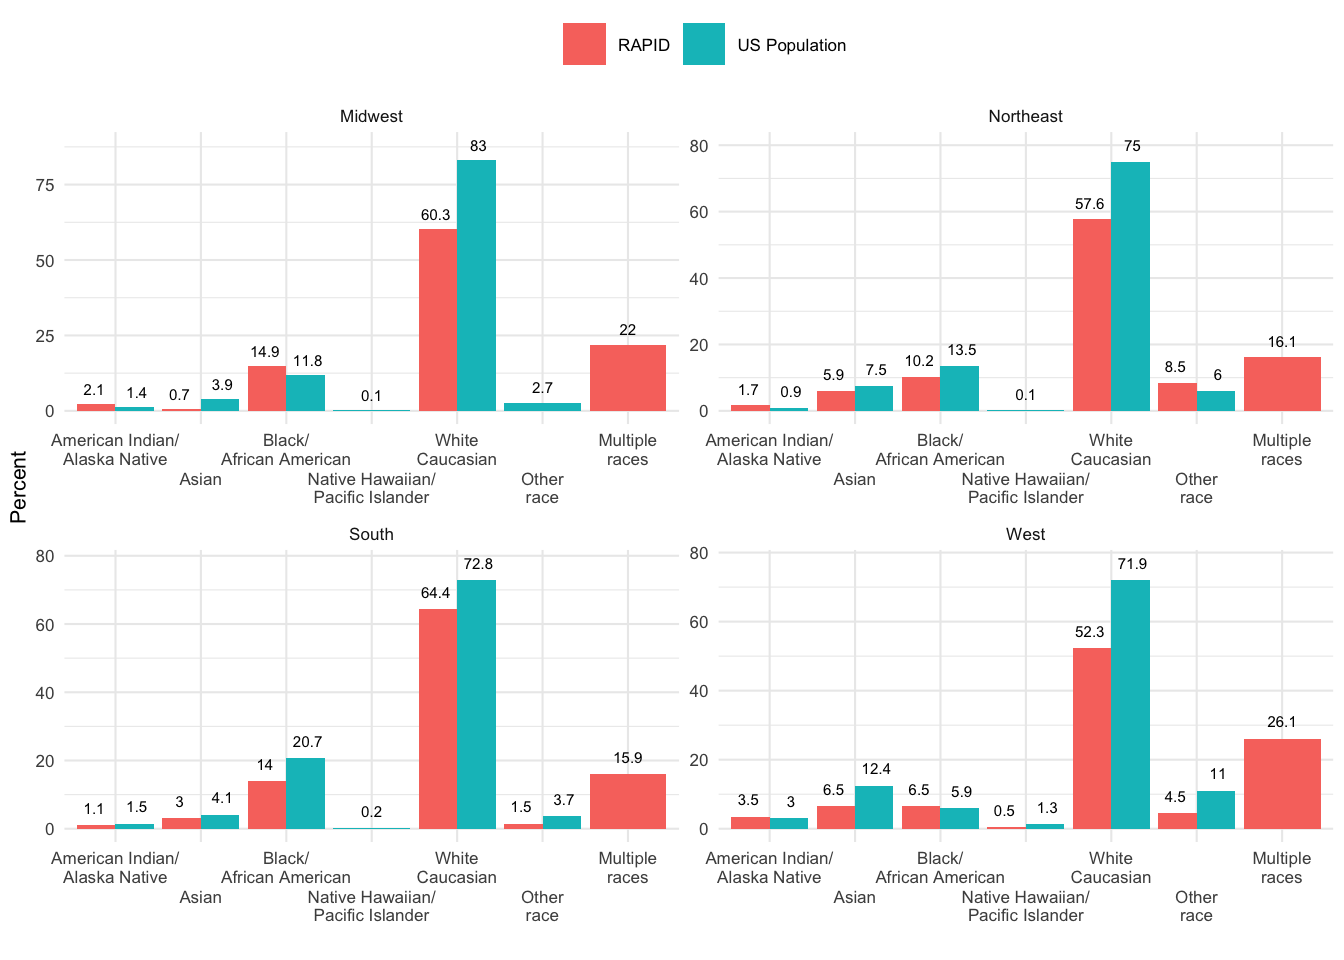 RAPID US Population
Midwest
75
50
25
0
2.1 1.4 0.7 3.9 14.9 11.8 0.1 60.3 83 2.7 22
American Indian/ Black/ White Multiple
Alaska Native African American Caucasian races
Asian Native Hawaiian/ Other
Pacific Islander race
Northeast
80
60
40
20
0
1.7 0.9 5.9 7.5 10.2 13.5 0.1 57.6 75 8.5 6 16.1
American Indian/ Black/ White Multiple
Alaska Native African American Caucasian races
Asian Native Hawaiian/ Other
Pacific Islander race
Percent
South
80
60
40
20
0
1.1 1.5 3 4.1 14 20.7 0.2 64.4 72.8 1.5 3.7 15.9
American Indian/ Black/ White Multiple
Alaska Native African American Caucasian races
Asian Native Hawaiian/ Other
Pacific Islander race
West
80
60
40
20
0
3.5 3 6.5 12.4 6.5 5.9 0.5 1.3 52.3 71.9 4.5 11 26.1
American Indian/ Black/ White Multiple
Alaska Native African American Caucasian races
Asian Native Hawaiian/ Other
Pacific Islander race